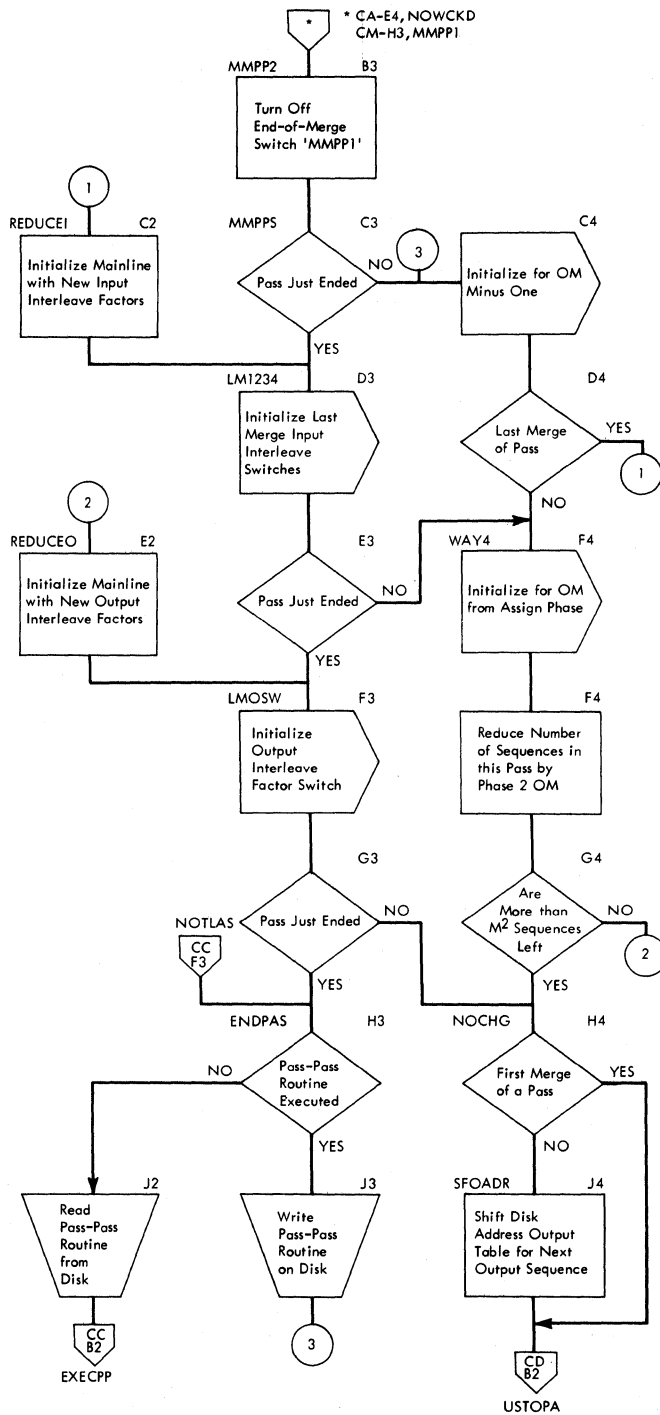 * CA-E4, NOWCKD
CM-H3, MMPP1
*
MMPP2
B3
Turn Off
End-of-Merge
Switch 'MMPP1'
1
REDUCEI
C2
Initialize Mainline
with New Input
Interleave Factors
MMPPS
C3
Pass Just Ended
NO
YES
3
C4
Initialize for OM
Minus One
LM1234
D3
Initialize Last
Merge Input
Interleave
Switches
D4
Last Merge
of Pass
YES
1
NO
2
REDUCEO
E2
Initialize Mainline
with New Output
Interleave Factors
E3
Pass Just Ended
NO
YES
WAY4
F4
Initialize for OM
from Assign Phase
LMOSW
F3
Initialize
Output
Interleave
Factor Switch
F4
Reduce Number
of Sequences in
this Pass by
Phase 2 OM
G3
Pass Just Ended
NO
YES
G4
Are
More than
M² Sequences
Left
NO
2
YES
NOTLAS
CC
F3
ENDPAS
H3
Pass-Pass
Routine
Executed
NO
YES
NOCHG
H4
First Merge
of a Pass
YES
NO
J2
Read
Pass-Pass
Routine
from
Disk
J3
Write
Pass-Pass
Routine
on Disk
SFOADR
J4
Shift Disk
Address Output
Table for Next
Output Sequence
CC
B2
EXECPP
3
CD
B2
USTOPA